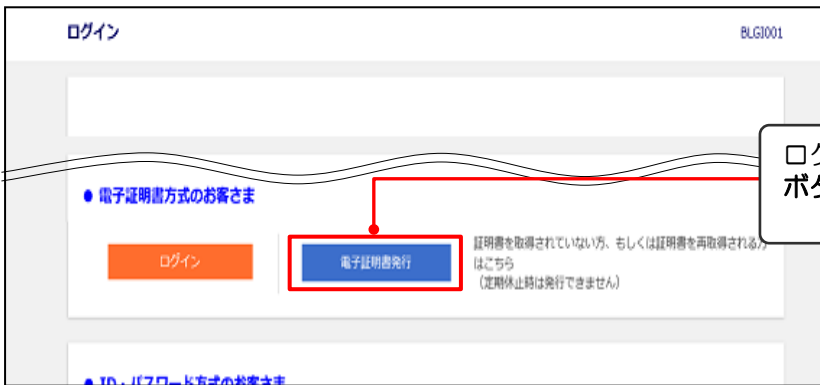 ログイン
BLGI001
ログ
ボタ
● 電子証明書方式のお客さま
ログイン
電子証明書発行
証明書を取得されていない方、もしくは証明書を再取得される方
はこちら
（定期休止時は発行できません）
● ID・パスワード方式のお客さま